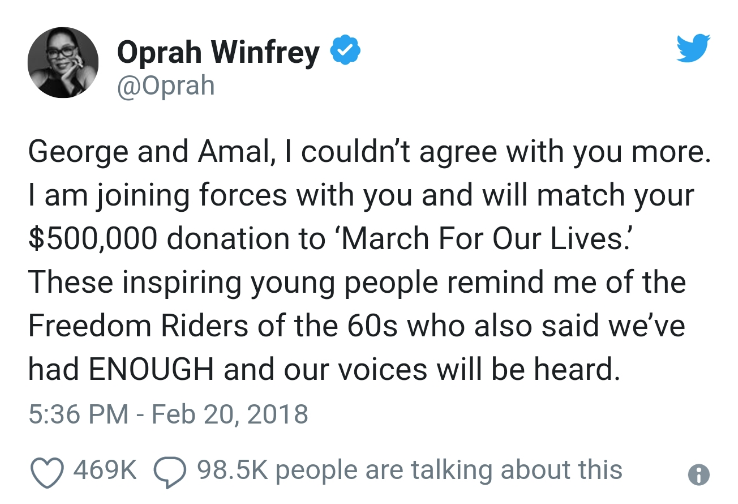 Oprah Winfrey
@Oprah
George and Amal, I couldn’t agree with you more.
I am joining forces with you and will match your
$500,000 donation to ‘March For Our Lives.’
These inspiring young people remind me of the
Freedom Riders of the 60s who also said we’ve
had ENOUGH and our voices will be heard.
5:36 PM - Feb 20, 2018
469K 98.5K people are talking about this